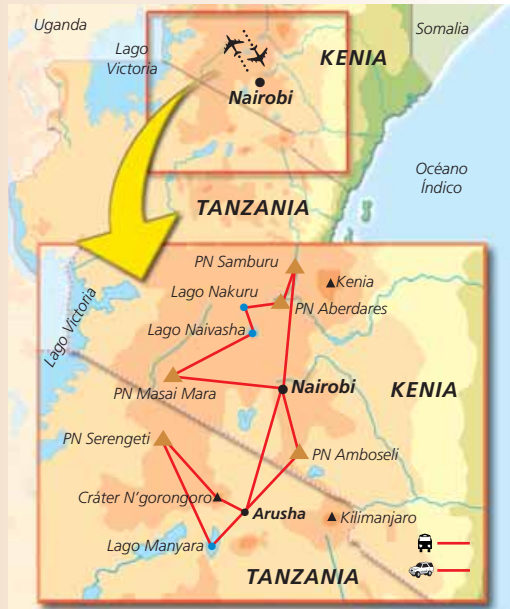 Uganda
Somalia
Lago
Victoria
KENIA
Nairobi
Océano
Índico
TANZANIA
PN Samburu
Kenia
Lago Nakuru
PN Aberdares
Lago Victoria
Lago Naivasha
PN Masai Mara
Nairobi
KENIA
PN Serengeti
PN Amboseli
Cráter N'gorongoro
Arusha
Kilimanjaro
Lago Manyara
TANZANIA